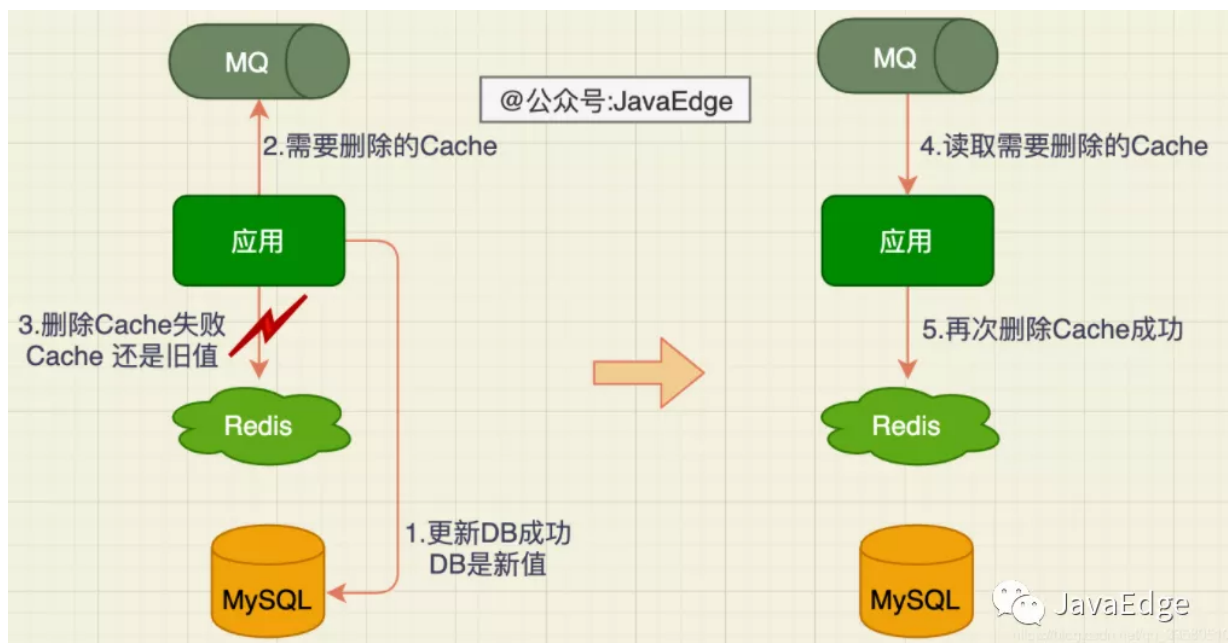 MQ
@公众号:JavaEdge
2.需要删除的Cache
应用
3.删除Cache失败
Cache 还是旧值
Redis
1.更新DB成功
DB是新值
MySQL
MQ
4.读取需要删除的Cache
应用
5.再次删除Cache成功
Redis
MySQL
JavaEdge